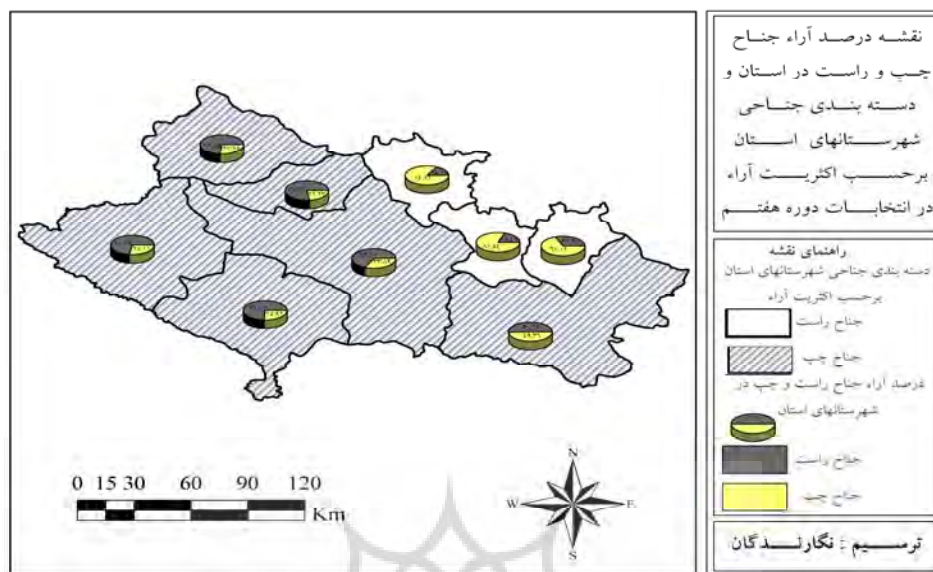 نقشه درصد آراء جناح
چپ و راست در استان و
دسته بندی جناحی
شهرستانهای استان
برحسب اکثریت آراء
در انتخابات دوره هفتم
راهنمای نقشه
دسته بندی جناحی شهرستانهای استان
برحسب اکثریت آراء
جناح راست
جناح چپ
درصد آراء جناح راست و چپ در
شهرستانهای استان
جناح راست
جناح چپ
ترسیم : نگارندگان
0 15 30 60 90 120
Km
N
W E
S